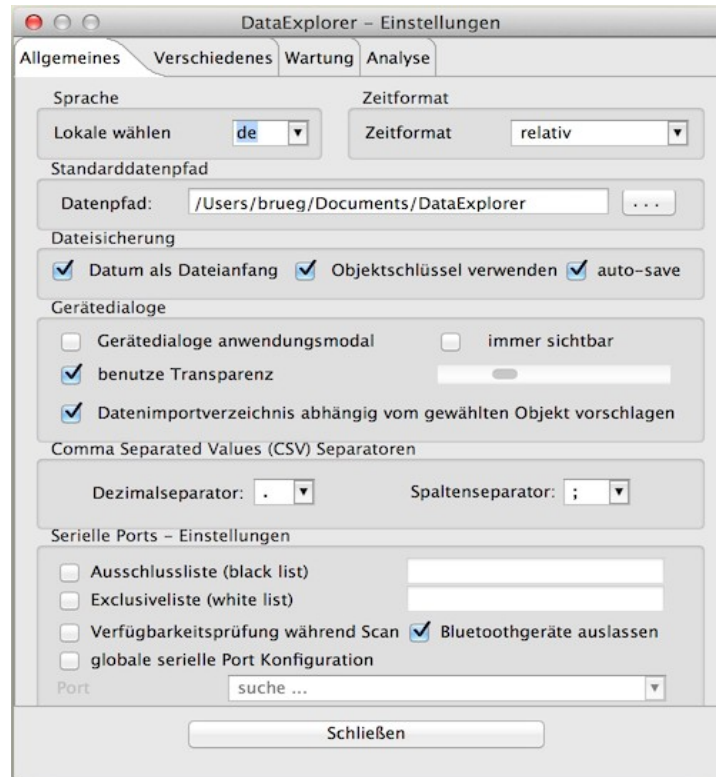 DataExplorer – Einstellungen
Allgemeines Verschiedenes Wartung Analyse
Sprache Zeitformat
Lokale wählen de Zeitformat relativ
Standarddatenpfad
Datenpfad: /Users/brueg/Documents/DataExplorer ...
Dateisicherung
Datum als Dateianfang Objektschlüssel verwenden auto-save
Gerätedialoge
Gerätedialoge anwendungsmodal immer sichtbar
benutze Transparenz
Datenimportverzeichnis abhängig vom gewählten Objekt vorschlagen
Comma Separated Values (CSV) Separatoren
Dezimalseparator: . Spaltenseparator: ;
Serielle Ports – Einstellungen
Ausschlussliste (black list)
Exclusiveliste (white list)
Verfügbarkeitsprüfung während Scan Bluetoothgeräte auslassen
globale serielle Port Konfiguration
Port suche ...
Schließen